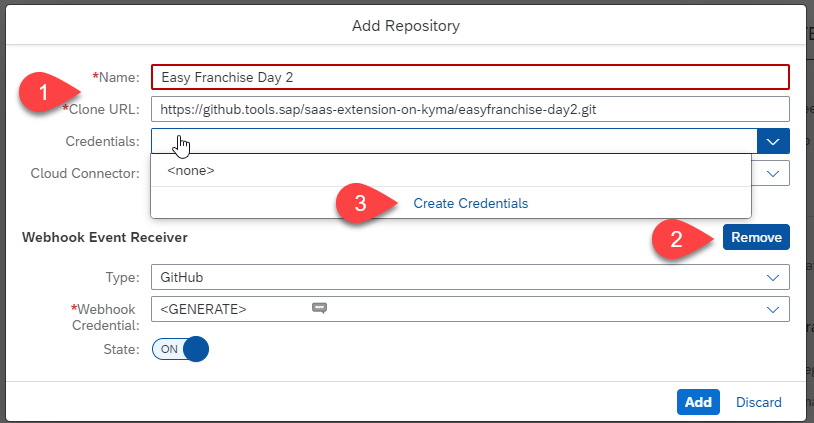 Add Repository
*Name: Easy Franchise Day 2
1
*Clone URL: https://github.tools.sap/saas-extension-on-kyma/easyfranchise-day2.git
Credentials:
<none>
Cloud Connector:
3 Create Credentials
Webhook Event Receiver 2 Remove
Type: GitHub
*Webhook Credential: <GENERATE>
State: ON
Add Discard